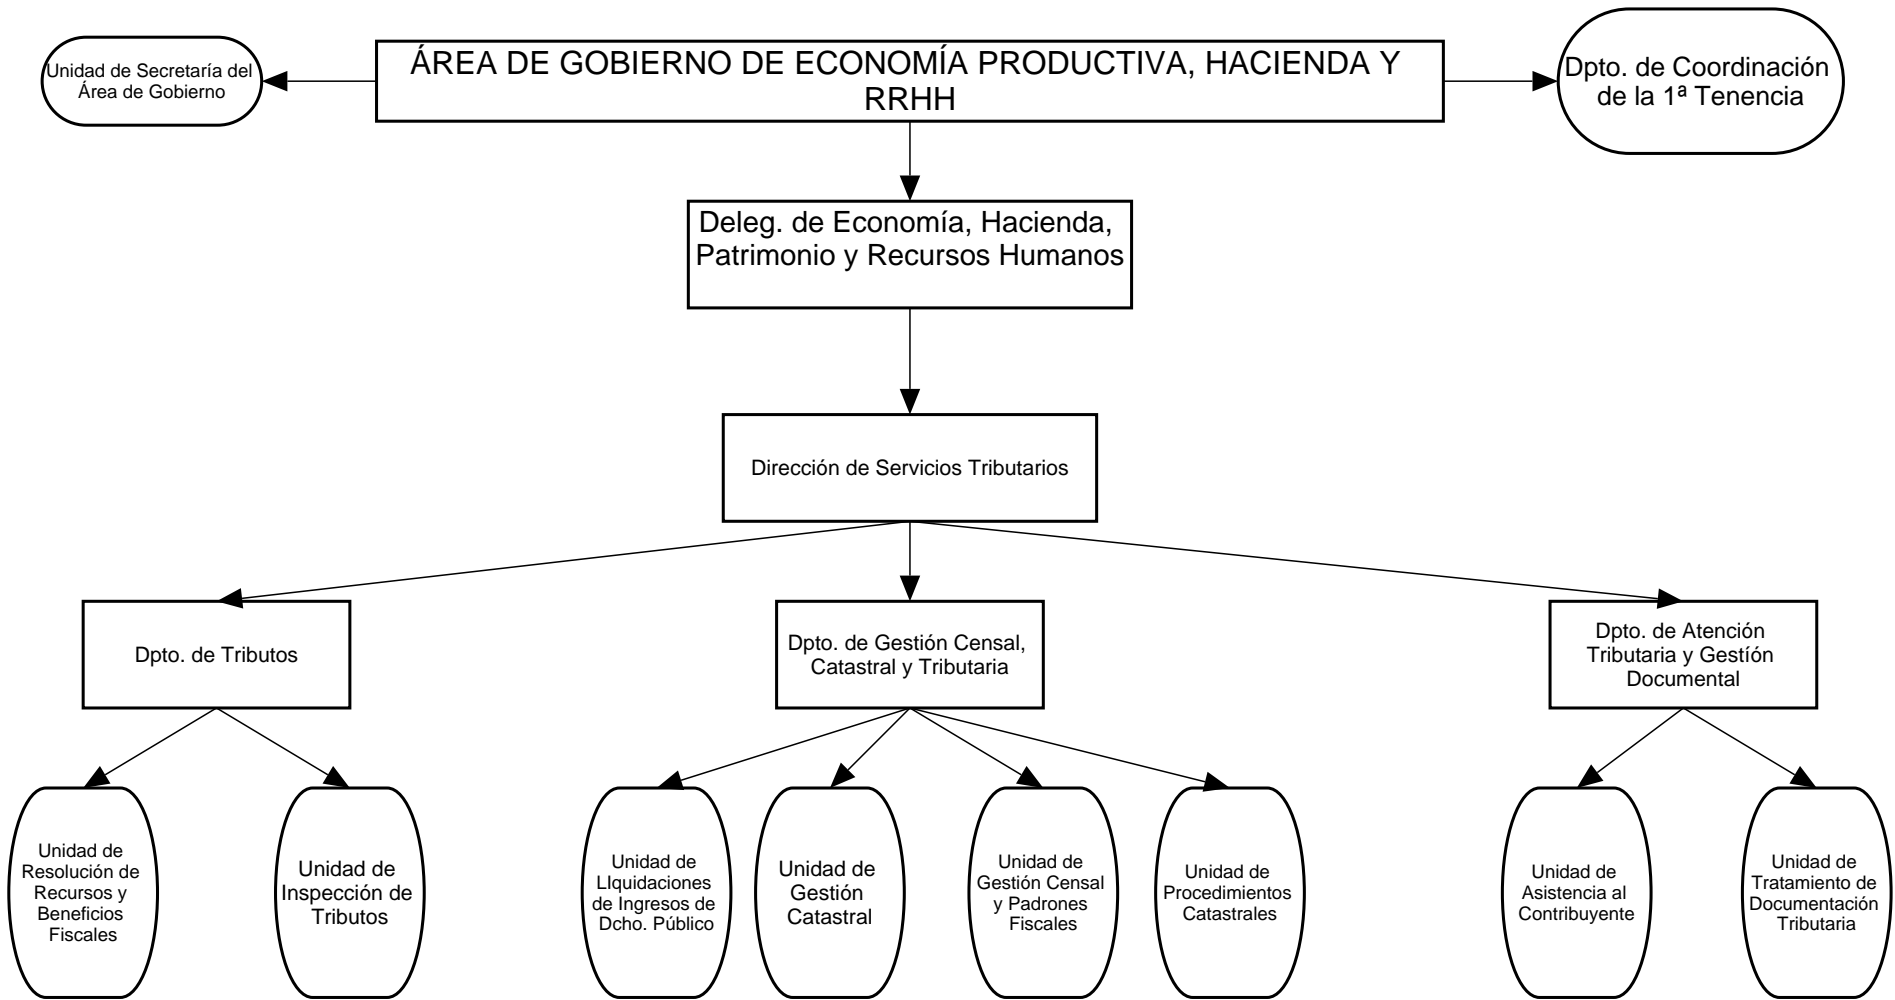 Unidad de Secretaría del
Área de Gobierno
ÁREA DE GOBIERNO DE ECONOMÍA PRODUCTIVA, HACIENDA Y
RRHH
Dpto. de Coordinación
de la 1ª Tenencia
Deleg. de Economía, Hacienda,
Patrimonio y Recursos Humanos
Dirección de Servicios Tributarios
Dpto. de Tributos
Dpto. de Gestión Censal,
Catastral y Tributaria
Dpto. de Atención
Tributaria y Gestíón
Documental
Unidad de
Resolución de
Recursos y
Beneficios
Fiscales
Unidad de
Inspección de
Tributos
Unidad de
LIquidaciones
de Ingresos de
Dcho. Público
Unidad de
Gestión
Catastral
Unidad de
Gestión Censal
y Padrones
Fiscales
Unidad de
Procedimientos
Catastrales
Unidad de
Asistencia al
Contribuyente
Unidad de
Tratamiento de
Documentación
Tributaria